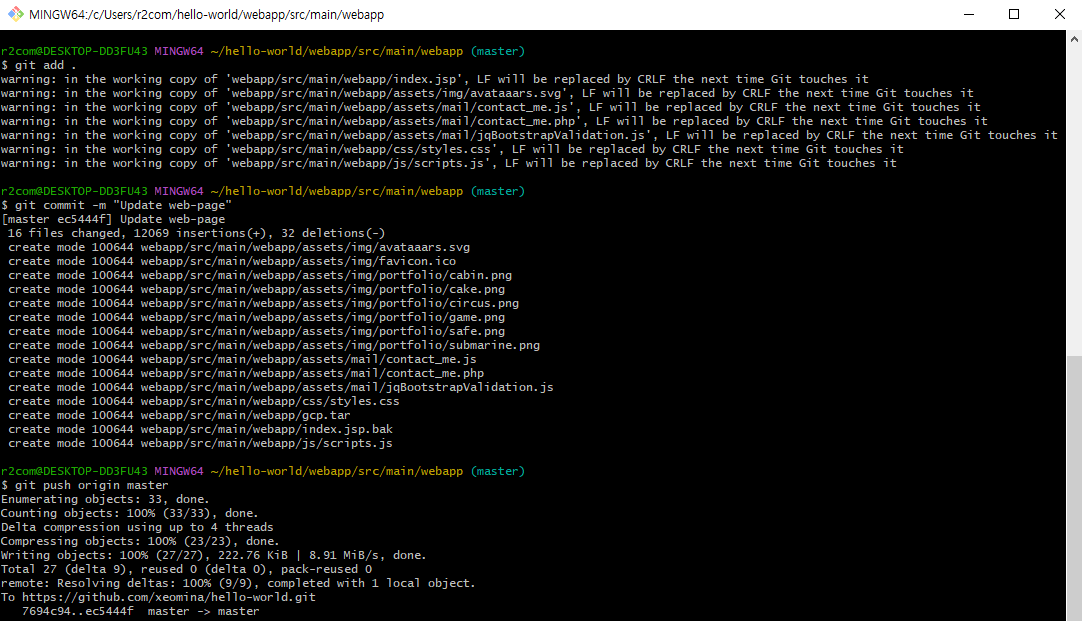 MINGW64:/c/Users/r2com/hello-world/webapp/src/main/webapp
r2com@DESKTOP-DD3FU43 MINGW64 ~/hello-world/webapp/src/main/webapp (master)
$ git add .
warning: in the working copy of 'webapp/src/main/webapp/index.jsp', LF will be replaced by CRLF the next time Git touches it
warning: in the working copy of 'webapp/src/main/webapp/assets/img/avataaars.svg', LF will be replaced by CRLF the next time Git touches it
warning: in the working copy of 'webapp/src/main/webapp/assets/mail/contact_me.js', LF will be replaced by CRLF the next time Git touches it
warning: in the working copy of 'webapp/src/main/webapp/assets/mail/contact_me.php', LF will be replaced by CRLF the next time Git touches it
warning: in the working copy of 'webapp/src/main/webapp/assets/mail/jqBootstrapValidation.js', LF will be replaced by CRLF the next time Git touches it
warning: in the working copy of 'webapp/src/main/webapp/css/styles.css', LF will be replaced by CRLF the next time Git touches it
warning: in the working copy of 'webapp/src/main/webapp/js/scripts.js', LF will be replaced by CRLF the next time Git touches it
r2com@DESKTOP-DD3FU43 MINGW64 ~/hello-world/webapp/src/main/webapp (master)
$ git commit -m "Update web-page"
[master ec5444f] Update web-page
 16 files changed, 12069 insertions(+), 32 deletions(-)
 create mode 100644 webapp/src/main/webapp/assets/img/avataaars.svg
 create mode 100644 webapp/src/main/webapp/assets/img/favicon.ico
 create mode 100644 webapp/src/main/webapp/assets/img/portfolio/cabin.png
 create mode 100644 webapp/src/main/webapp/assets/img/portfolio/cake.png
 create mode 100644 webapp/src/main/webapp/assets/img/portfolio/circus.png
 create mode 100644 webapp/src/main/webapp/assets/img/portfolio/game.png
 create mode 100644 webapp/src/main/webapp/assets/img/portfolio/safe.png
 create mode 100644 webapp/src/main/webapp/assets/img/portfolio/submarine.png
 create mode 100644 webapp/src/main/webapp/assets/mail/contact_me.js
 create mode 100644 webapp/src/main/webapp/assets/mail/contact_me.php
 create mode 100644 webapp/src/main/webapp/assets/mail/jqBootstrapValidation.js
 create mode 100644 webapp/src/main/webapp/css/styles.css
 create mode 100644 webapp/src/main/webapp/gcp.tar
 create mode 100644 webapp/src/main/webapp/index.jsp.bak
 create mode 100644 webapp/src/main/webapp/js/scripts.js
r2com@DESKTOP-DD3FU43 MINGW64 ~/hello-world/webapp/src/main/webapp (master)
$ git push origin master
Enumerating objects: 33, done.
Counting objects: 100% (33/33), done.
Delta compression using up to 4 threads
Compressing objects: 100% (23/23), done.
Writing objects: 100% (27/27), 222.76 KiB | 8.91 MiB/s, done.
Total 27 (delta 9), reused 0 (delta 0), pack-reused 0
remote: Resolving deltas: 100% (9/9), completed with 1 local object.
To https://github.com/xeomina/hello-world.git
   7694c94..ec5444f  master -> master